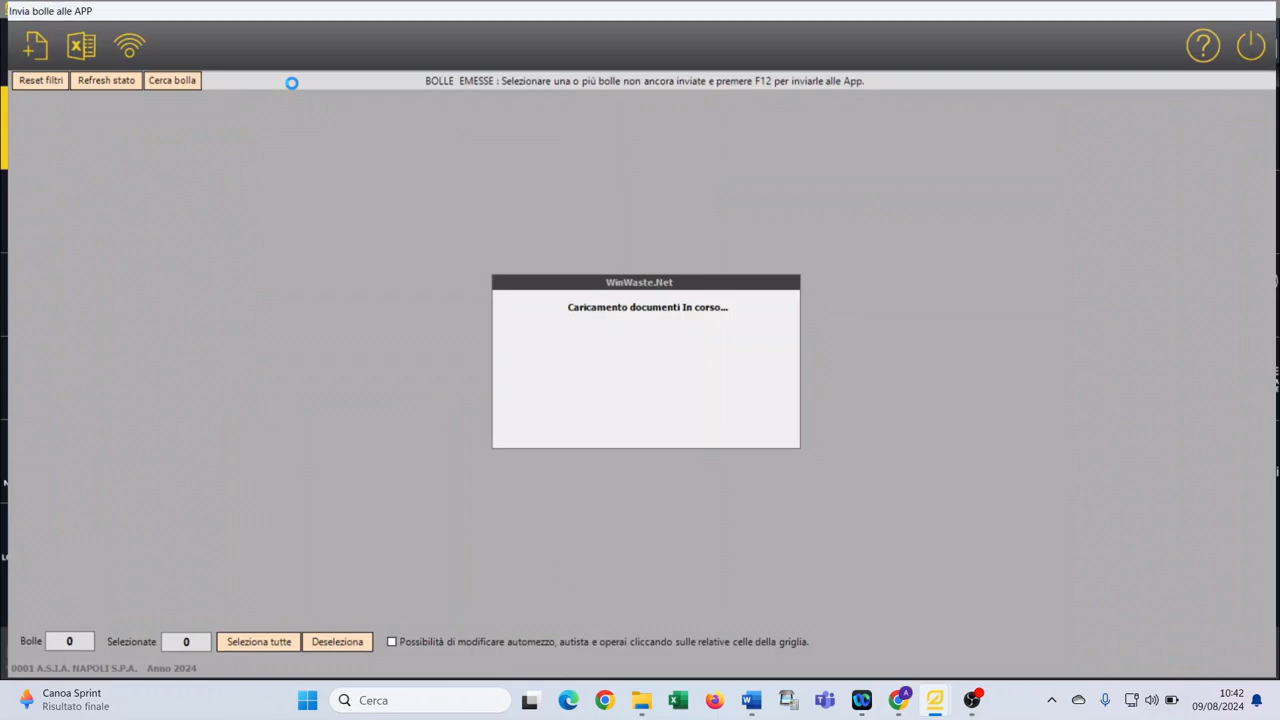 Invia bolle alle APP
Reset filtri Refresh stato Cerca bolla BOLLE EMESSE : Selezionare una o più bolle non ancora inviate e premere F12 per inviarle alle App.
WinWaste.Net
Caricamento documenti In corso...
Bolle 0 Selezionate 0 Seleziona tutte Deseleziona Possibilità di modificare automezzo, autista e operai cliccando sulle relative celle della griglia.
0001 A.S.I.A. NAPOLI S.P.A. Anno 2024
Canoa Sprint
Risultato finale
Cerca
10:42
09/08/2024